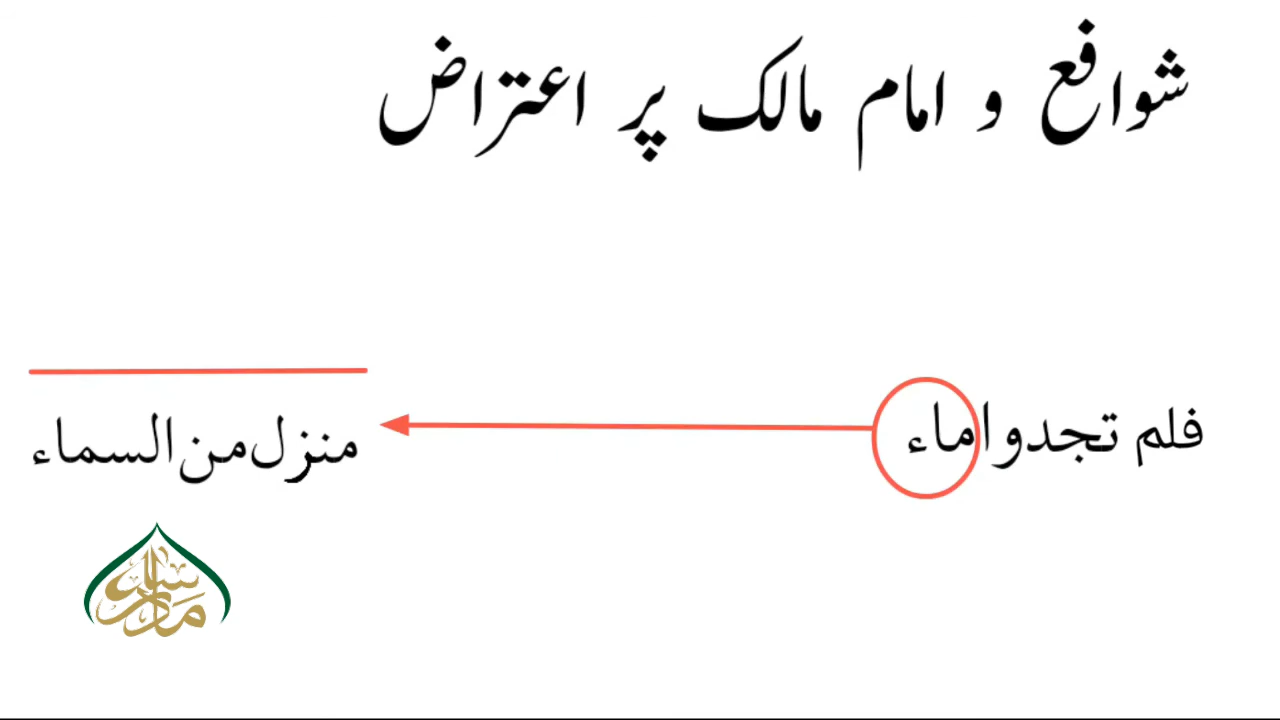 شوافع و امام مالک پر اعتراض
فلم تجدوا ماء
منزل من السماء